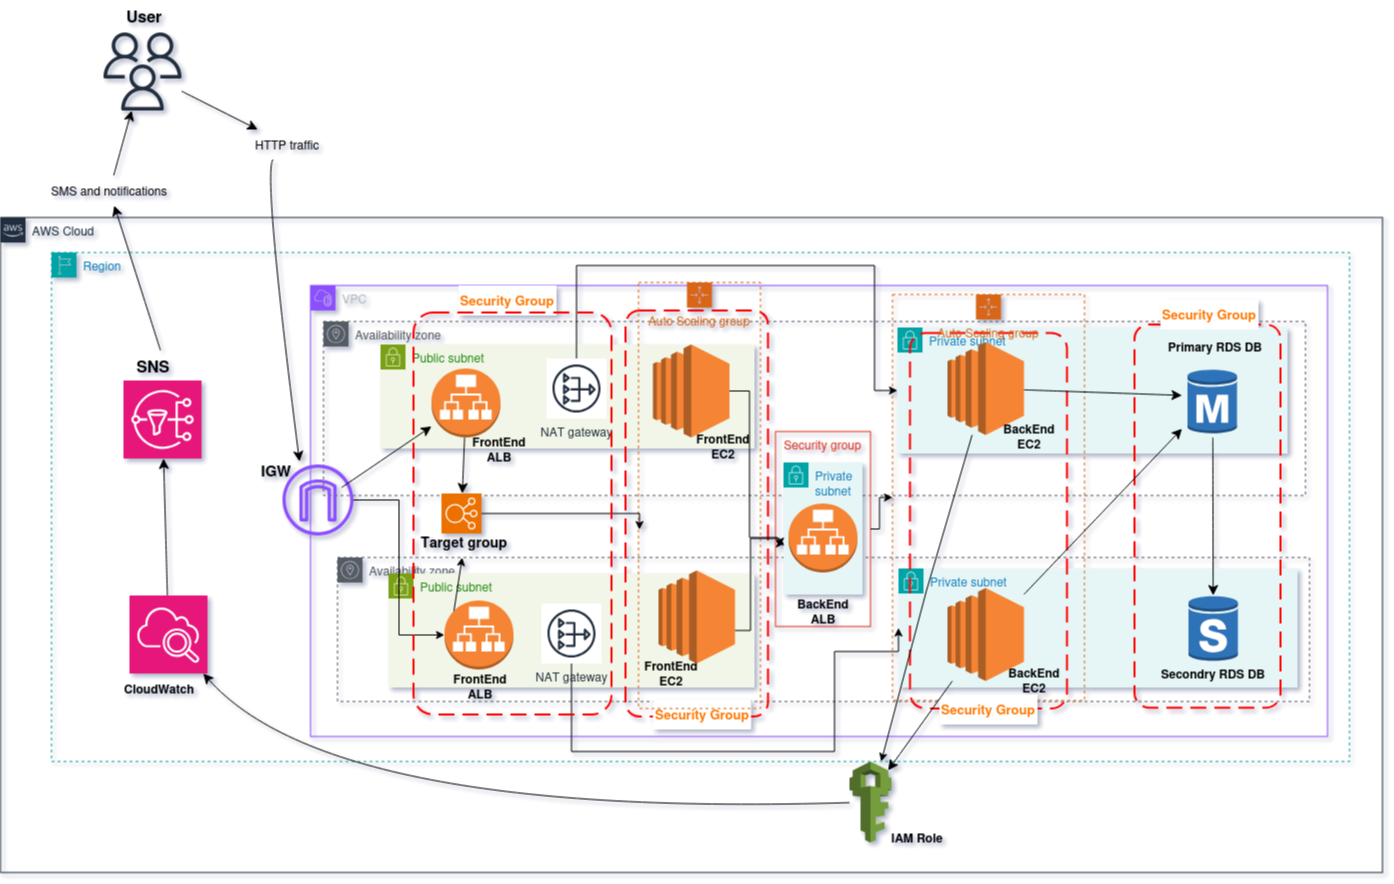 User
HTTP traffic
SMS and notifications
aws
AWS Cloud
Region
VPC
Security Group
Auto Scaling group
Auto Scaling group
Security Group
Availability zone
Public subnet
Private subnet
Primary RDS DB
SNS
FrontEnd
ALB
NAT gateway
FrontEnd
EC2
BackEnd
EC2
M
Security group
Private
subnet
IGW
Target group
BackEnd
ALB
Availability zone
Public subnet
Private subnet
S
FrontEnd
ALB
NAT gateway
FrontEnd
EC2
BackEnd
EC2
Secondry RDS DB
CloudWatch
Security Group
Security Group
IAM Role